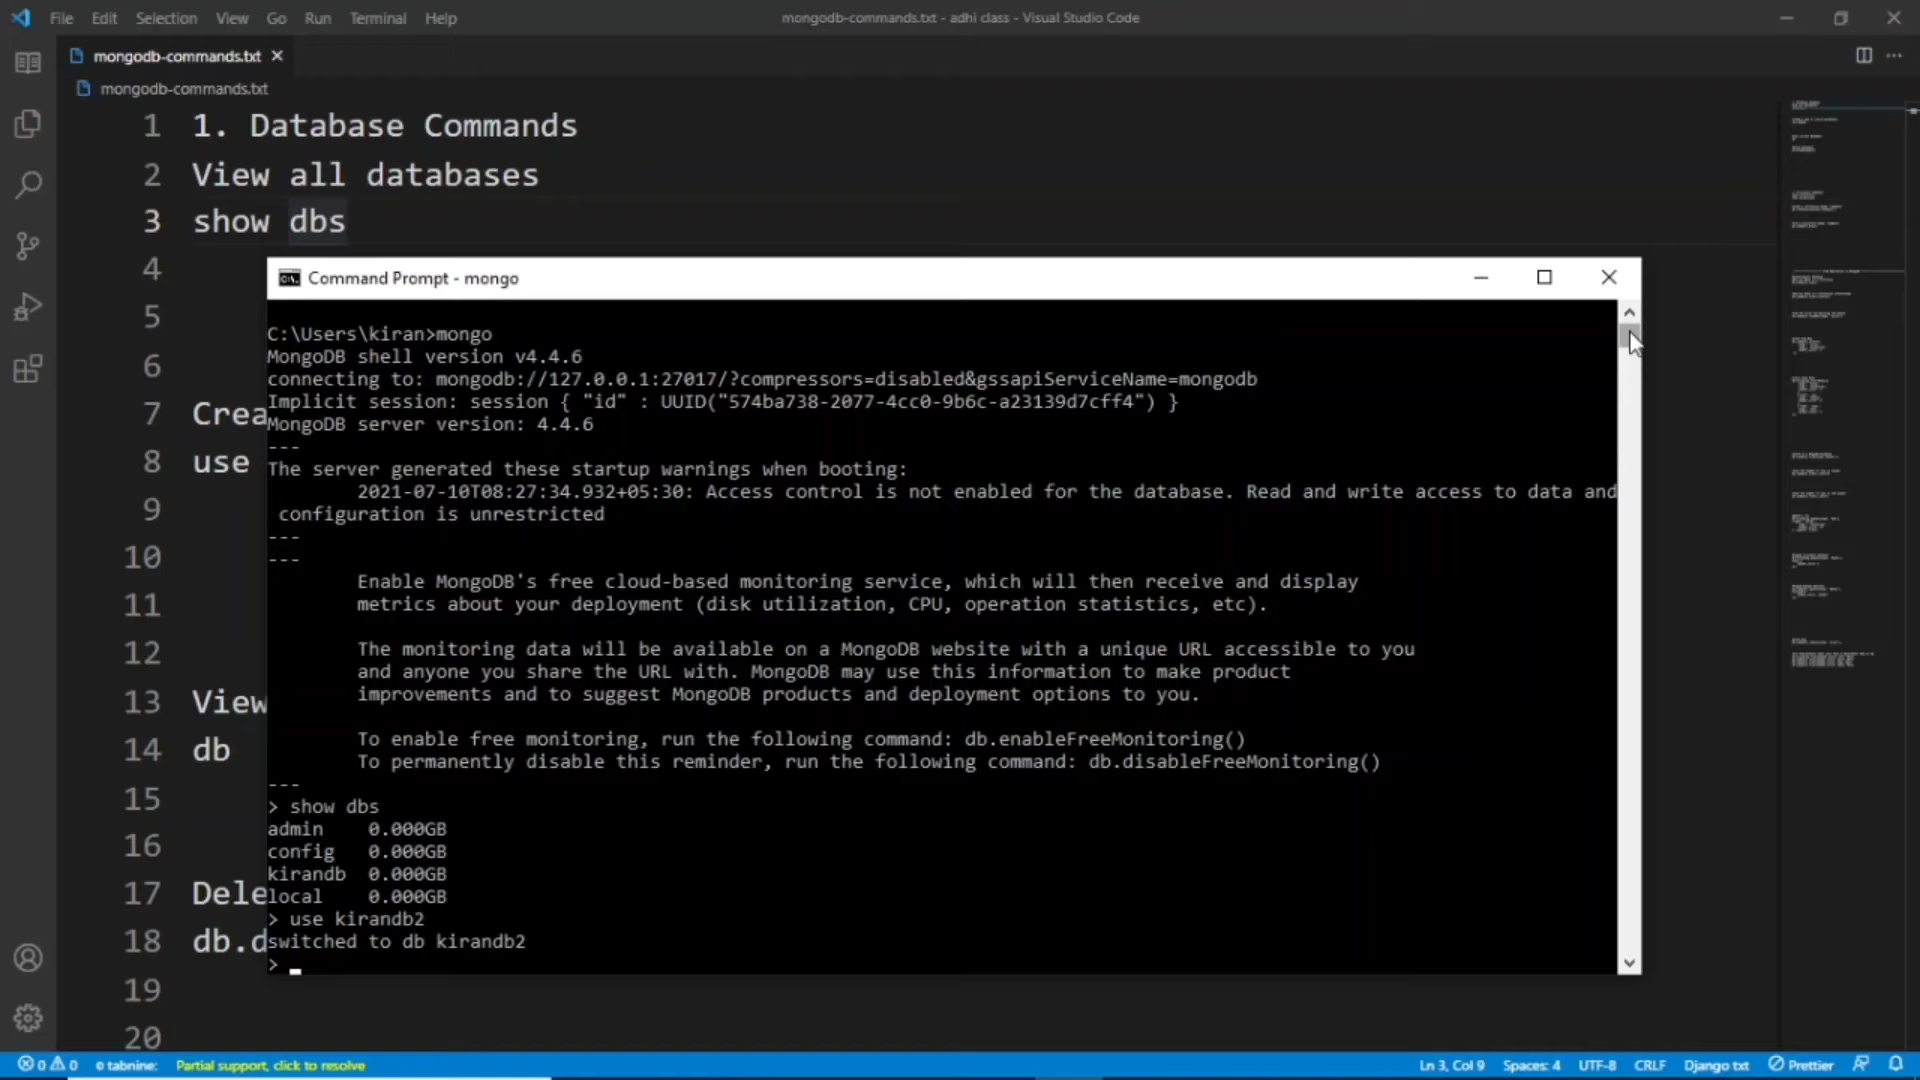 File Edit Selection View Go Run Terminal Help
mongodb-commands.txt - adhi class - Visual Studio Code
mongodb-commands.txt
mongodb-commands.txt
1 1. Database Commands
2 View all databases
3 show dbs
4
5
6
7 Crea
8 use
9
10
11
12
13 View
14 db
15
16
17 Dele
18 db.d
19
20
Command Prompt - mongo
C:\Users\kiran>mongo
MongoDB shell version v4.4.6
connecting to: mongodb://127.0.0.1:27017/?compressors=disabled&gssapiServiceName=mongodb
Implicit session: session { "id" : UUID("574ba738-2077-4cc0-9b6c-a23139d7cff4") }
MongoDB server version: 4.4.6
---
The server generated these startup warnings when booting:
2021-07-10T08:27:34.932+05:30: Access control is not enabled for the database. Read and write access to data and
configuration is unrestricted
---
---
Enable MongoDB's free cloud-based monitoring service, which will then receive and display
metrics about your deployment (disk utilization, CPU, operation statistics, etc).
The monitoring data will be available on a MongoDB website with a unique URL accessible to you
and anyone you share the URL with. MongoDB may use this information to make product
improvements and to suggest MongoDB products and deployment options to you.
To enable free monitoring, run the following command: db.enableFreeMonitoring()
To permanently disable this reminder, run the following command: db.disableFreeMonitoring()
---
> show dbs
admin 0.000GB
config 0.000GB
kirandb 0.000GB
local 0.000GB
> use kirandb2
switched to db kirandb2
>
0 0 tabnine: Partial support, click to resolve
Ln 3, Col 9 Spaces: 4 UTF-8 CRLF Django txt Prettier